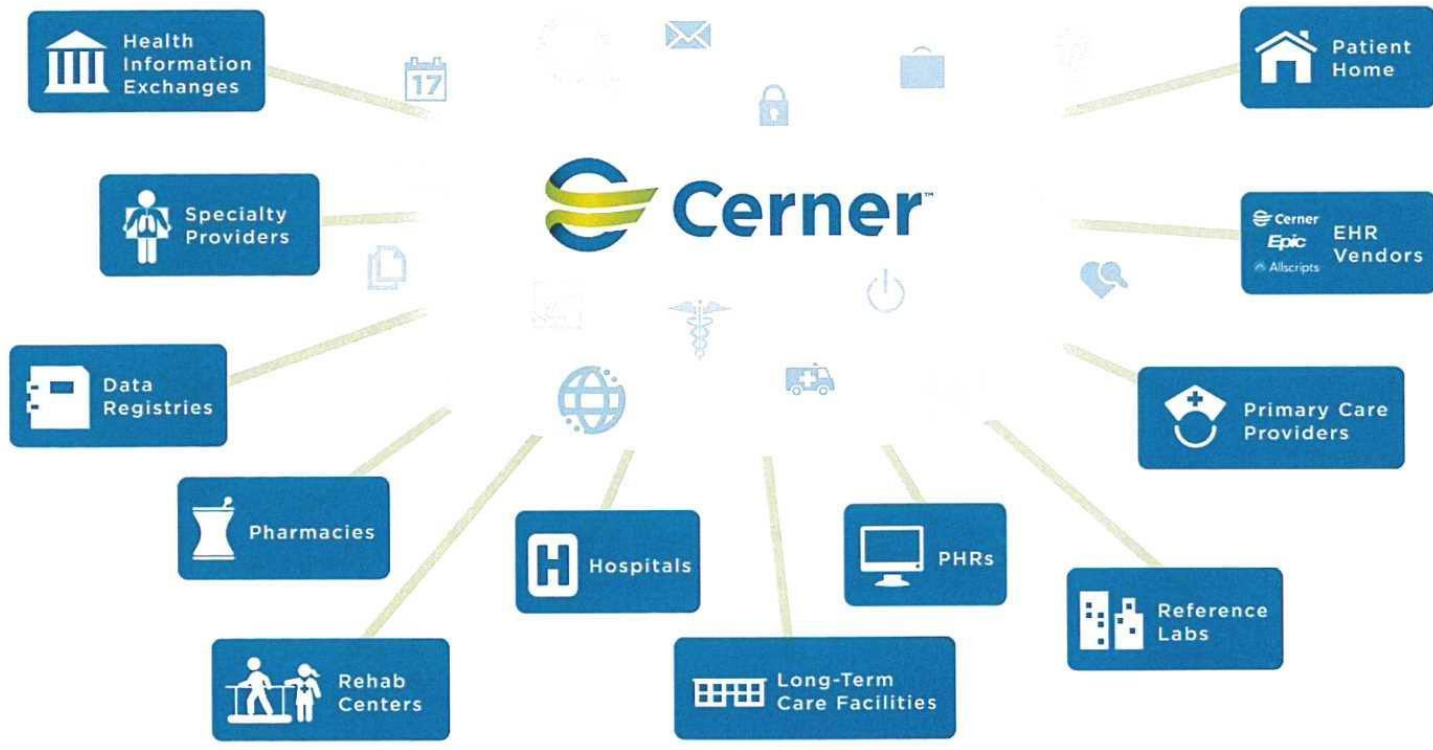 Health
Information
Exchanges
17
Patient
Home
Specialty
Providers
Cerner™
Cerner
Epic
Allscripts
EHR
Vendors
Data
Registries
Primary Care
Providers
Pharmacies
H
Hospitals
PHRs
Reference
Labs
Rehab
Centers
Long-Term
Care Facilities